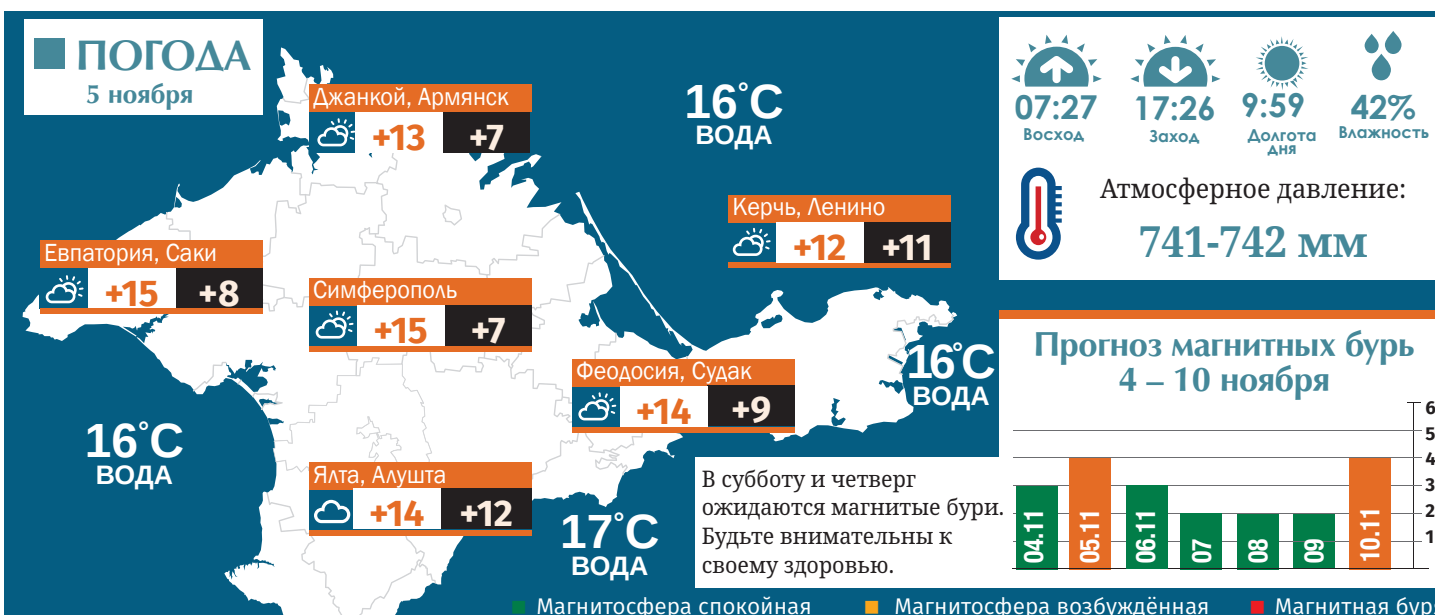 ПОГОДА
5 ноября
Джанкой, Армянск
+13 +7
16°C
ВОДА
Керчь, Ленино
+12 +11
Евпатория, Саки
+15 +8
Симферополь
+15 +7
Феодосия, Судак
+14 +9
16°C
ВОДА
16°C
ВОДА
Ялта, Алушта
+14 +12
17°C
ВОДА
07:27
Восход
17:26
Заход
9:59
Долгота
дня
42%
Влажность
Атмосферное давление:
741-742 мм
Прогноз магнитных бурь
4 – 10 ноября
6
5
4
3
2
1
04.11
05.11
06.11
07
08
09
10.11
В субботу и четверг
ожидаются магнитые бури.
Будьте внимательны к
своему здоровью.
Магнитосфера спокойная
Магнитосфера возбуждённая
Магнитная бур